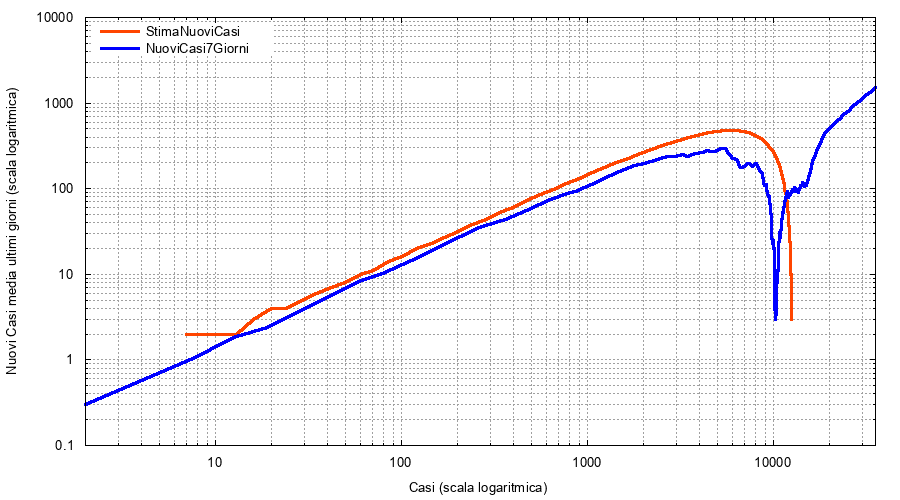 10000
1000
100
10
1
0.1
StimaNuoviCasi
NuoviCasi7Giorni
Nuovi Casi media ultimi giorni (scala logaritmica)
10
100
1000
10000
Casi (scala logaritmica)